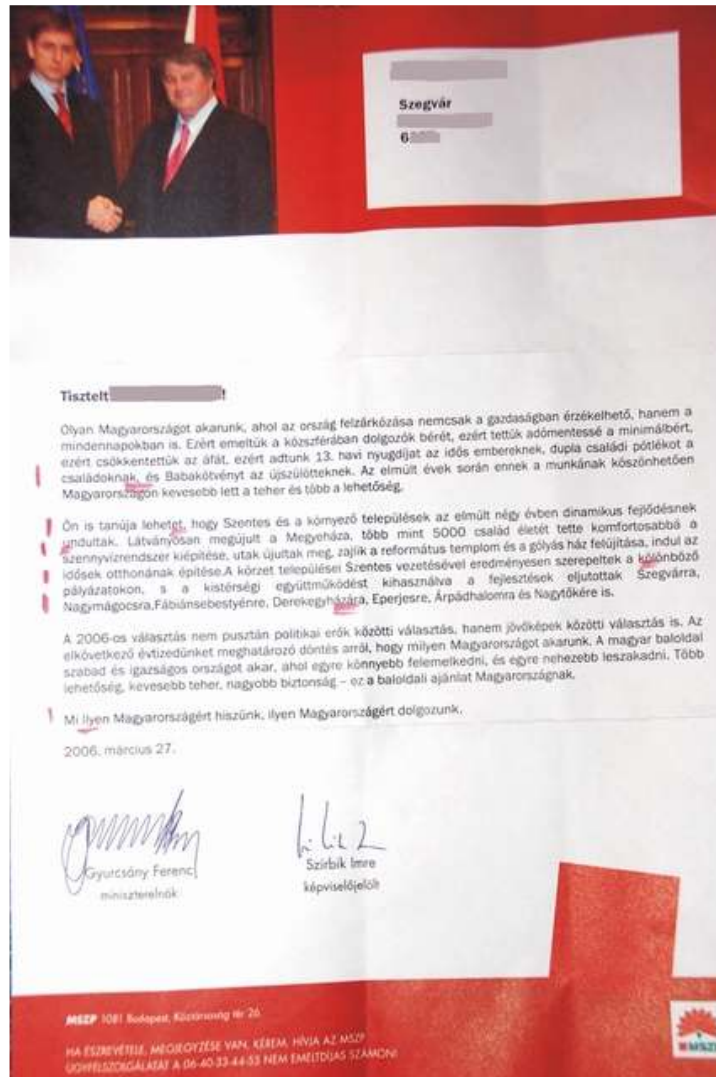 Szegvár
6
Tisztelt !
Olyan Magyarországot akarunk, ahol az ország felzárkózása nemcsak a gazdaságban érzékelhető, hanem a
mindennapokban is. Ezért emeltük a közszférában dolgozók bérét, ezért tettük adómentessé a minimálbért,
ezért csökkentettük az áfát, ezért adtunk 13. havi nyugdíjat az idős embereknek, dupla családi pótlékot a
családoknak, és Babakötvényt az újszülötteknek. Az elmúlt évek során ennek a munkának köszönhetően
Magyarországon kevesebb lett a teher és több a lehetőség.
Ön is tanúja lehetet, hogy Szentes és a környező települések az elmúlt négy évben dinamikus fejlődésnek
undultak. Látványosan megújult a Megyeháza, több mint 5000 család életét tette komfortosabbá a
szennyvízrendszer kiépítése, utak újultak meg, zajlik a református templom és a gólyás ház felújítása, indul az
idősek otthonának építése.A körzet települései Szentes vezetésével eredményesen szerepeltek a különböző
pályázatokon, s a kistérségi együttműködést kihasználva a fejlesztések eljutottak Szegvárra,
Nagymágocsra,Fábiánsebestyénre, Derekegyházára, Eperjesre, Árpádhalomra és Nagytőkére is.
A 2006-os választás nem pusztán politikai erők közötti választás, hanem jövőképek közötti választás is. Az
elkövetkező évtizedünket meghatározó döntés arról, hogy milyen Magyarországot akarunk. A magyar baloldal
szabad és igazságos országot akar, ahol egyre könnyebb felemelkedni, és egyre nehezebb leszakadni. Több
lehetőség, kevesebb teher, nagyobb biztonság – ez a baloldali ajánlat Magyarországnak.
Mi ilyen Magyarországért hiszünk, ilyen Magyarországért dolgozunk.
2006. március 27.
Gyurcsány Ferenc
miniszterelnök
Szirbik Imre
képviselőjelölt
MSZP 1081 Budapest, Köztársaság tér 26.
HA ÉSZREVÉTELE, MEGJEGYZÉSE VAN, KÉREM, HÍVJA AZ MSZP
ÜGYFÉLSZOLGÁLATÁT A 06-40-33-44-53 NEM EMELTDÍJAS SZÁMON!
MSZP